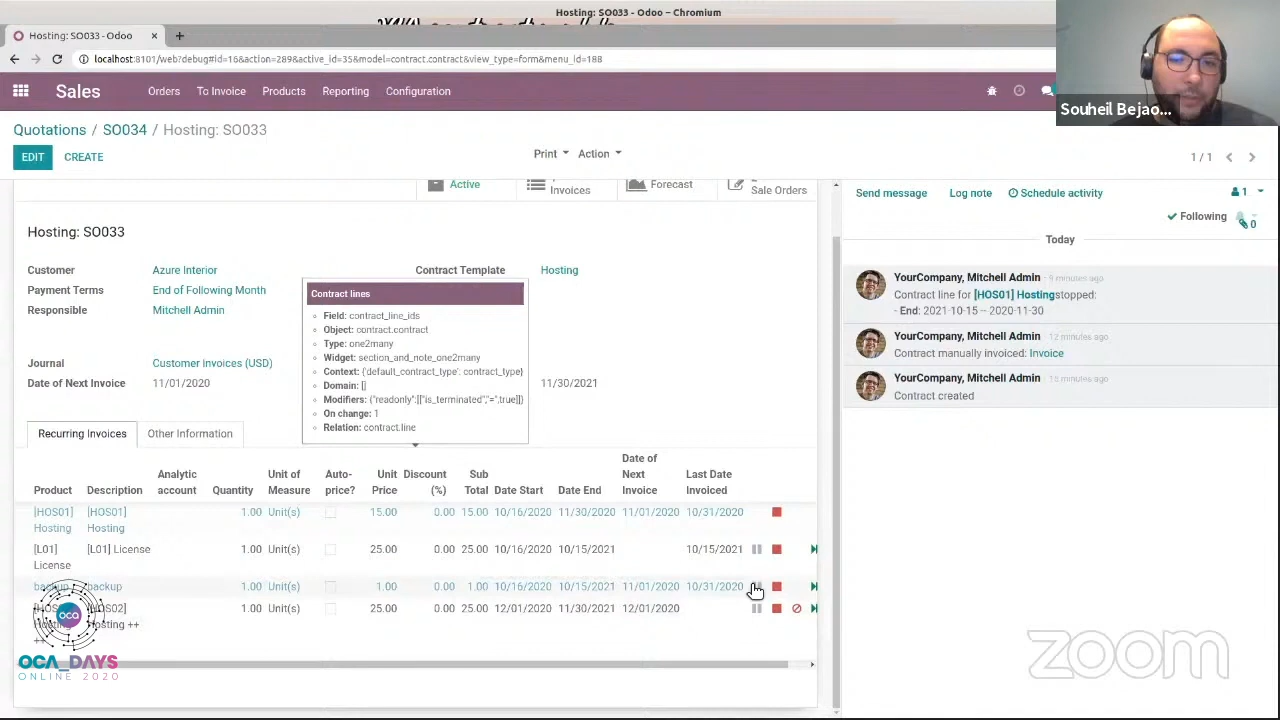 Hosting: SO033 - Odoo – Chromium
Hosting: SO033 - Odoo
localhost:8101/web?debug#id=16&action=289&active_id=35&model=contract.contract&view_type=form&menu_id=188
Sales
Orders To Invoice Products Reporting Configuration
Souheil Bejao...
Quotations / SO034 / Hosting: SO033
EDIT CREATE
Print Action
1 / 1
Active
Invoices
Forecast
Sale Orders
Send message Log note Schedule activity
1
Following
0
Today
Hosting: SO033
Customer Azure Interior
Contract Template Hosting
Payment Terms End of Following Month
Responsible Mitchell Admin
Journal Customer invoices (USD)
Date of Next Invoice 11/01/2020
11/30/2021
Contract lines
Field: contract_line_ids
Object: contract.contract
Type: one2many
Widget: section_and_note_one2many
Context: {'default_contract_type': contract_type}
Domain: []
Modifiers: {"readonly":[["is_terminated","=",true]]}
On change: 1
Relation: contract.line
YourCompany, Mitchell Admin - 9 minutes ago
Contract line for [HOS01] Hostingstopped:
- End: 2021-10-15 -- 2020-11-30
YourCompany, Mitchell Admin - 12 minutes ago
Contract manually invoiced: Invoice
YourCompany, Mitchell Admin - 15 minutes ago
Contract created
Recurring Invoices Other Information
Product Description Analytic account Quantity Unit of Measure Auto-price? Unit Price Discount (%) Sub Total Date Start Date End Date of Next Invoice Last Date Invoiced
[HOS01] Hosting [HOS01] Hosting 1.00 Unit(s) 15.00 0.00 15.00 10/16/2020 11/30/2020 11/01/2020 10/31/2020
[L01] License [L01] License 1.00 Unit(s) 25.00 0.00 25.00 10/16/2020 10/15/2021 10/15/2021
backup backup 1.00 Unit(s) 1.00 0.00 1.00 10/16/2020 10/15/2021 11/01/2020 10/31/2020
Hosting ++ 1.00 Unit(s) 25.00 0.00 25.00 12/01/2020 11/30/2021 12/01/2020
oca
OCA_DAYS
ONLINE 2020
zoom